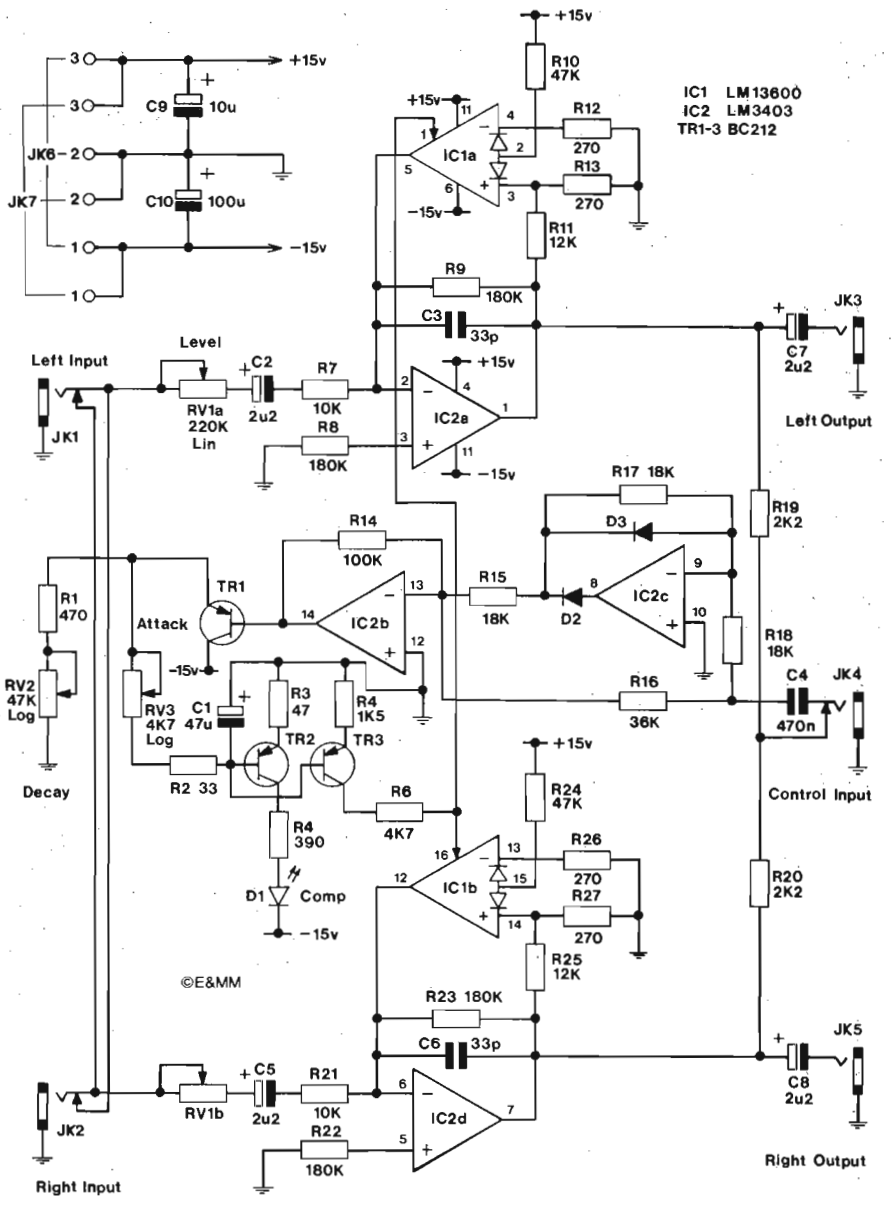 +15v
3
+15v
R10
47K
3
C9
+
10u
IC1 LM13600
IC2 LM3403
TR1-3 BC212
+15v
11
1
4
R12
270
JK6
2
IC1a
2
5
R13
270
JK7
2
C10
+
100u
6
3
-15v
R11
12K
1
-15v
1
R9
180K
JK3
C3
33p
+
C7
2u2
Left Output
Level
Left Input
+
C2
2u2
R7
10K
+15v
4
2
IC2a
1
JK1
RV1a
220K
Lin
R8
180K
3
11
-15v
R17 18K
R19
2K2
D3
R14
100K
TR1
9
13
R15
18K
8
IC2c
D2
10
R1
470
Attack
14
IC2b
12
R18
18K
-15v
RV2
47K
Log
RV3
4K7
Log
C1
47u
+
R3
47
R4
1K5
R16
36K
C4
470n
JK4
TR2
TR3
+15v
Decay
R2 33
R24
47K
Control Input
R6
4K7
R4
390
16
13
R26
270
12
IC1b
15
R20
2K2
D1
Comp
R27
270
14
-15v
R25
12K
©E&MM
R23 180K
C6
33p
JK5
+
C8
2u2
+
C5
2u2
R21
10K
6
IC2d
7
JK2
RV1b
R22
180K
5
Right Output
Right Input